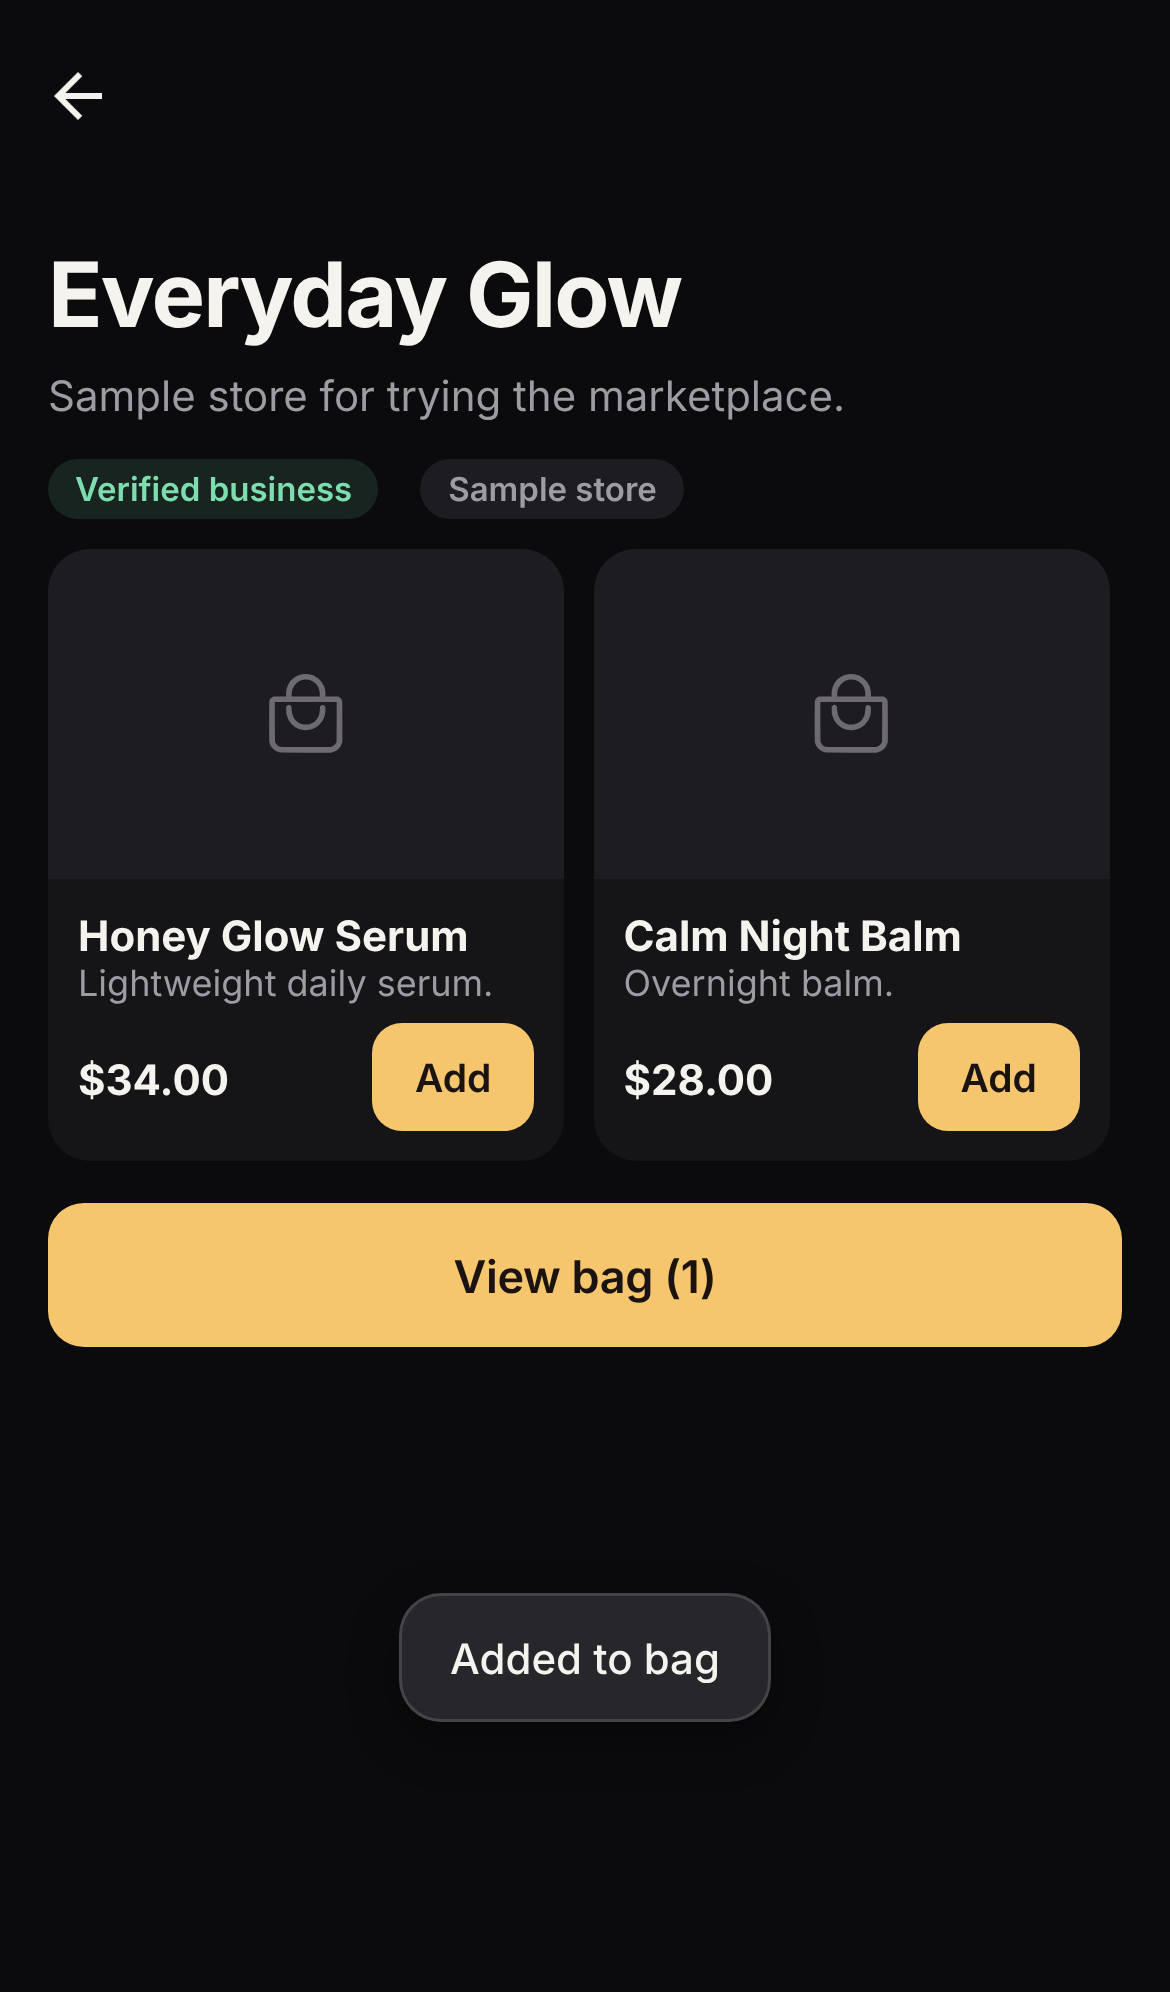 Everyday Glow
Sample store for trying the marketplace.
Verified business
Sample store
Honey Glow Serum
Lightweight daily serum.
$34.00
Add
Calm Night Balm
Overnight balm.
$28.00
Add
View bag (1)
Added to bag